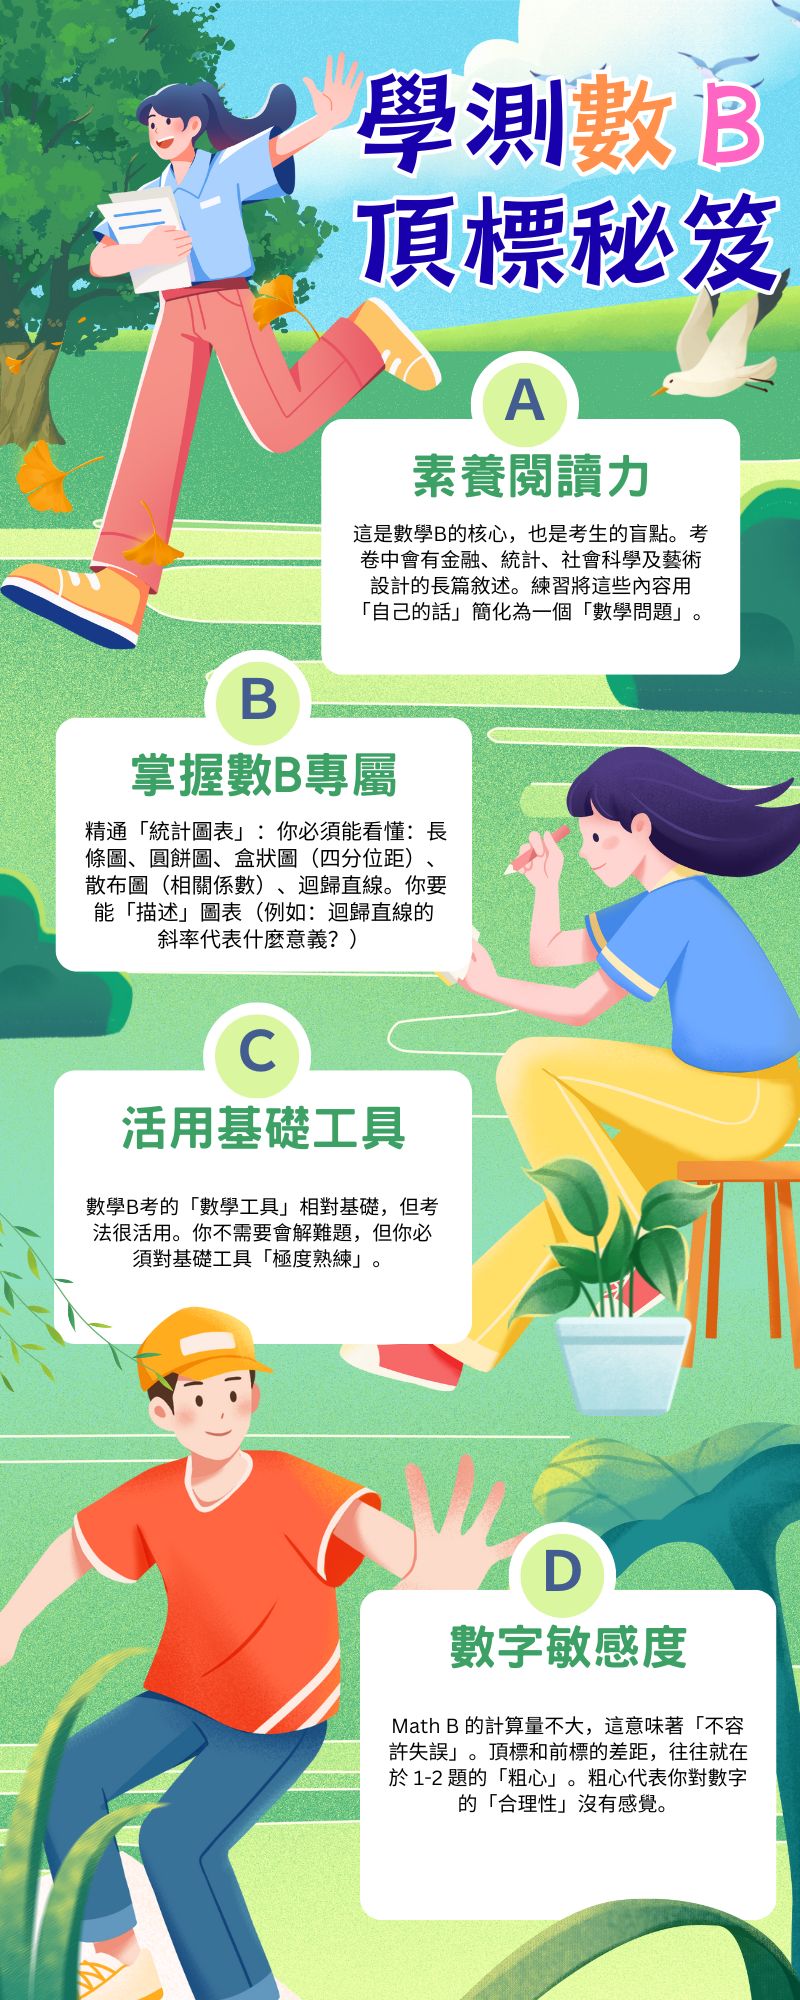 學測數B
頂標秘笈
A
素養閱讀力
這是數學B的核心，也是考生的盲點。考
卷中會有金融、統計、社會科學及藝術
設計的長篇敘述。練習將這些內容用
「自己的話」簡化為一個「數學問題」。
B
掌握數B專屬
精通「統計圖表」：你必須能看懂：長
條圖、圓餅圖、盒狀圖（四分位距）、
散布圖（相關係數）、迴歸直線。你要
能「描述」圖表（例如：迴歸直線的
斜率代表什麼意義？）
C
活用基礎工具
數學B考的「數學工具」相對基礎，但考
法很活用。你不需要會解難題，但你必
須對基礎工具「極度熟練」。
D
數字敏感度
Math B 的計算量不大，這意味著「不容
許失誤」。頂標和前標的差距，往往就在
於 1-2 題的「粗心」。粗心代表你對數字
的「合理性」沒有感覺。